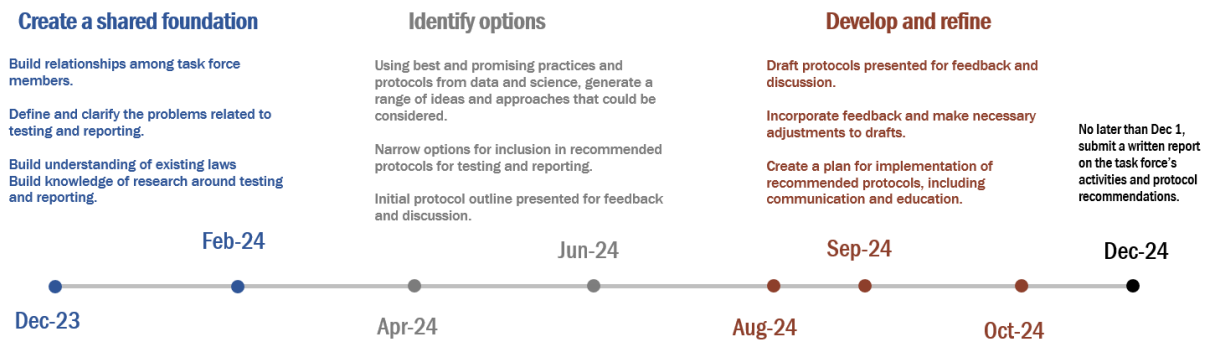 Create a shared foundation
Build relationships among task force
members.
Define and clarify the problems related to
testing and reporting.
Build understanding of existing laws
Build knowledge of research around testing
and reporting.
Identify options
Using best and promising practices and
protocols from data and science, generate a
range of ideas and approaches that could be
considered.
Narrow options for inclusion in recommended
protocols for testing and reporting.
Initial protocol outline presented for feedback
and discussion.
Develop and refine
Draft protocols presented for feedback and
discussion.
Incorporate feedback and make necessary
adjustments to drafts.
Create a plan for implementation of
recommended protocols, including
communication and education.
No later than Dec 1,
submit a written report
on the task force's
activities and protocol
recommendations.
Dec-23
Feb-24
Apr-24
Jun-24
Aug-24
Sep-24
Oct-24
Dec-24